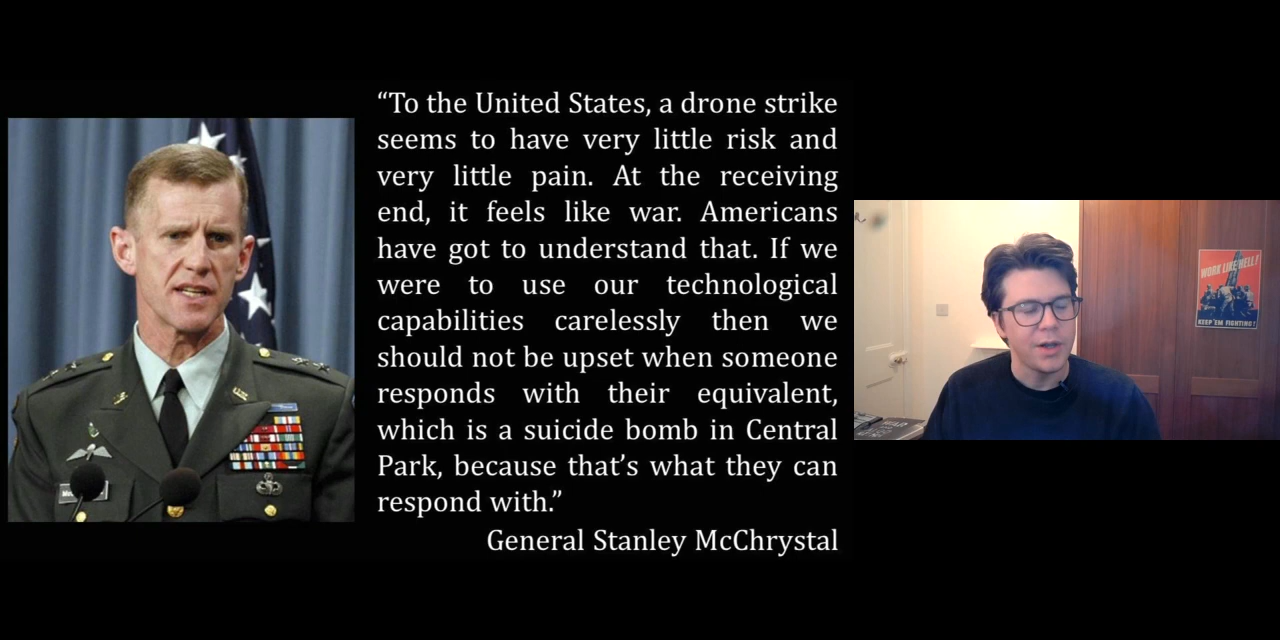 “To the United States, a drone strike
seems to have very little risk and
very little pain. At the receiving
end, it feels like war. Americans
have got to understand that. If we
were to use our technological
capabilities carelessly then we
should not be upset when someone
responds with their equivalent,
which is a suicide bomb in Central
Park, because that’s what they can
respond with.”
General Stanley McChrystal
WORK LIKE HELL!
KEEP 'EM FIGHTING!